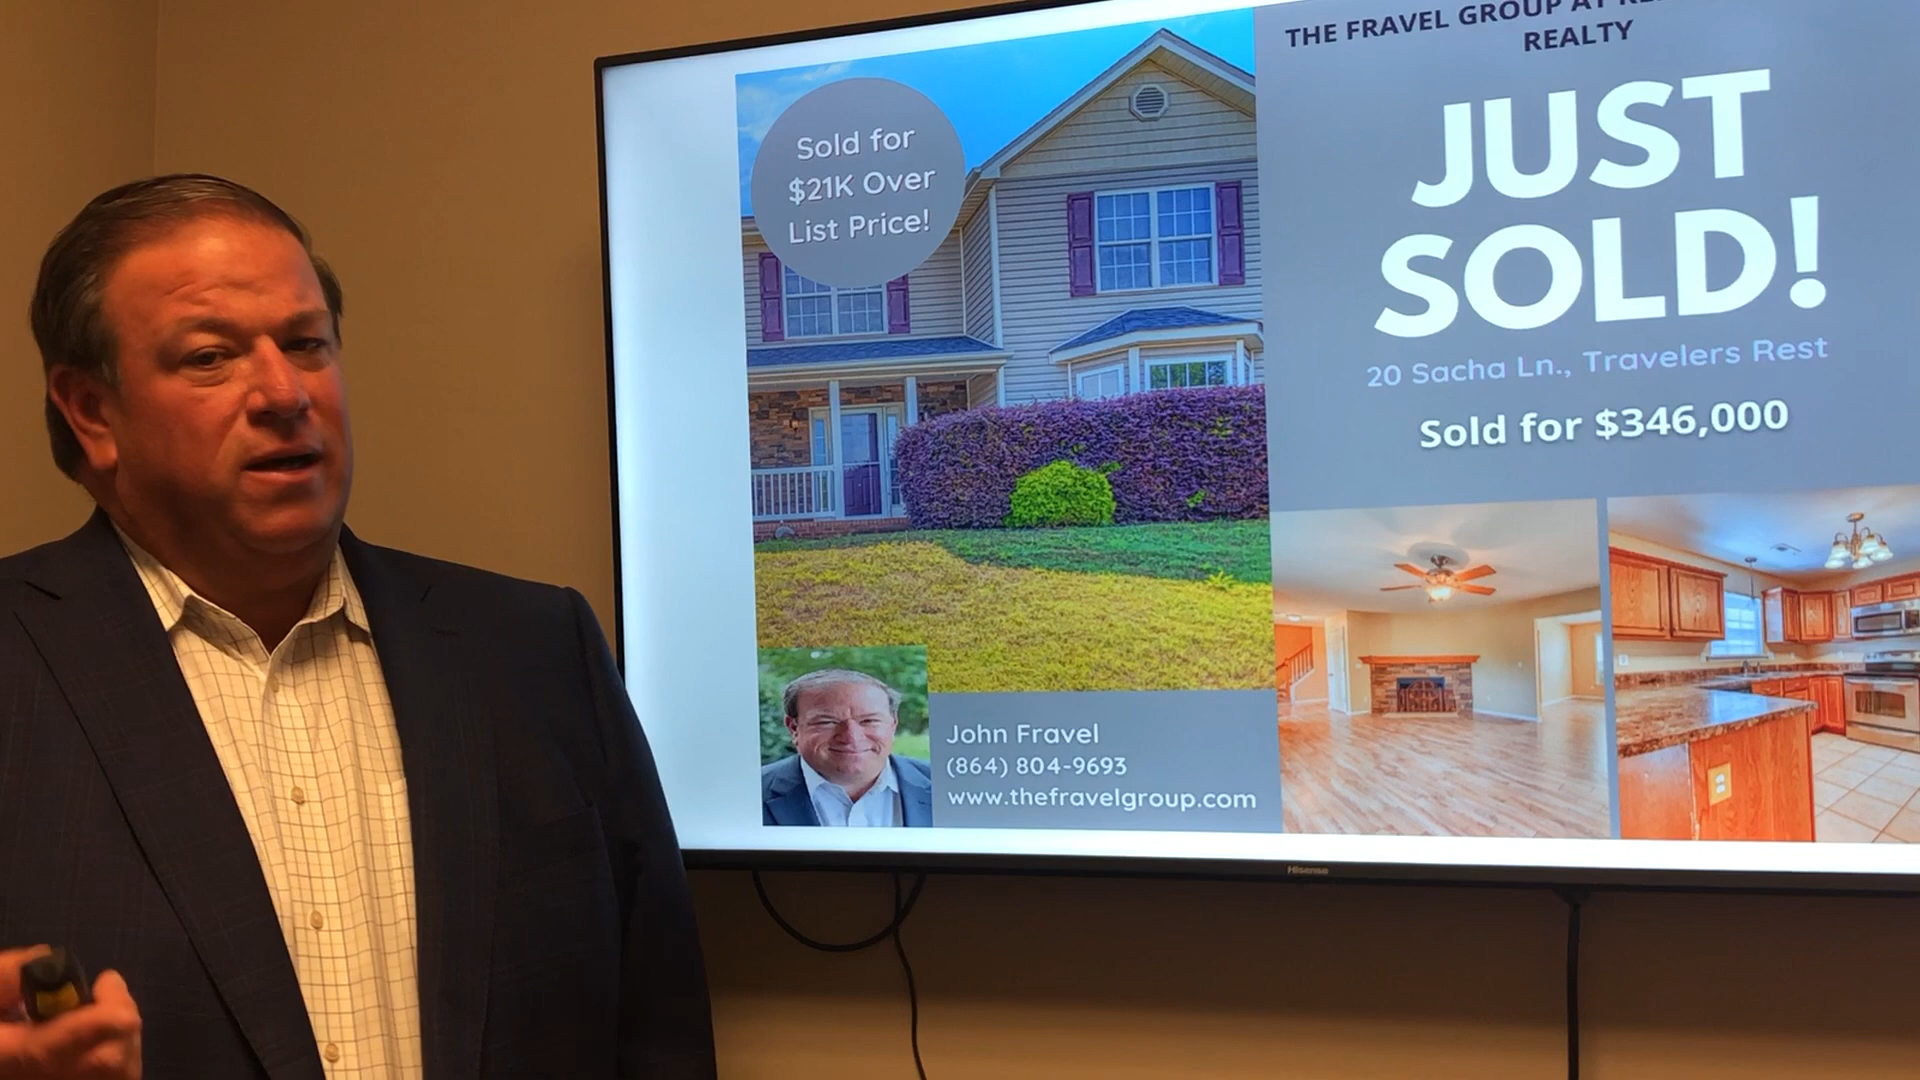 THE FRAVEL GROUP AT
REALTY
JUST
SOLD!
20 Sacha Ln., Travelers Rest
Sold for $346,000
Sold for
$21K Over
List Price!
John Fravel
(864) 804-9693
www.thefravelgroup.com
Hisense